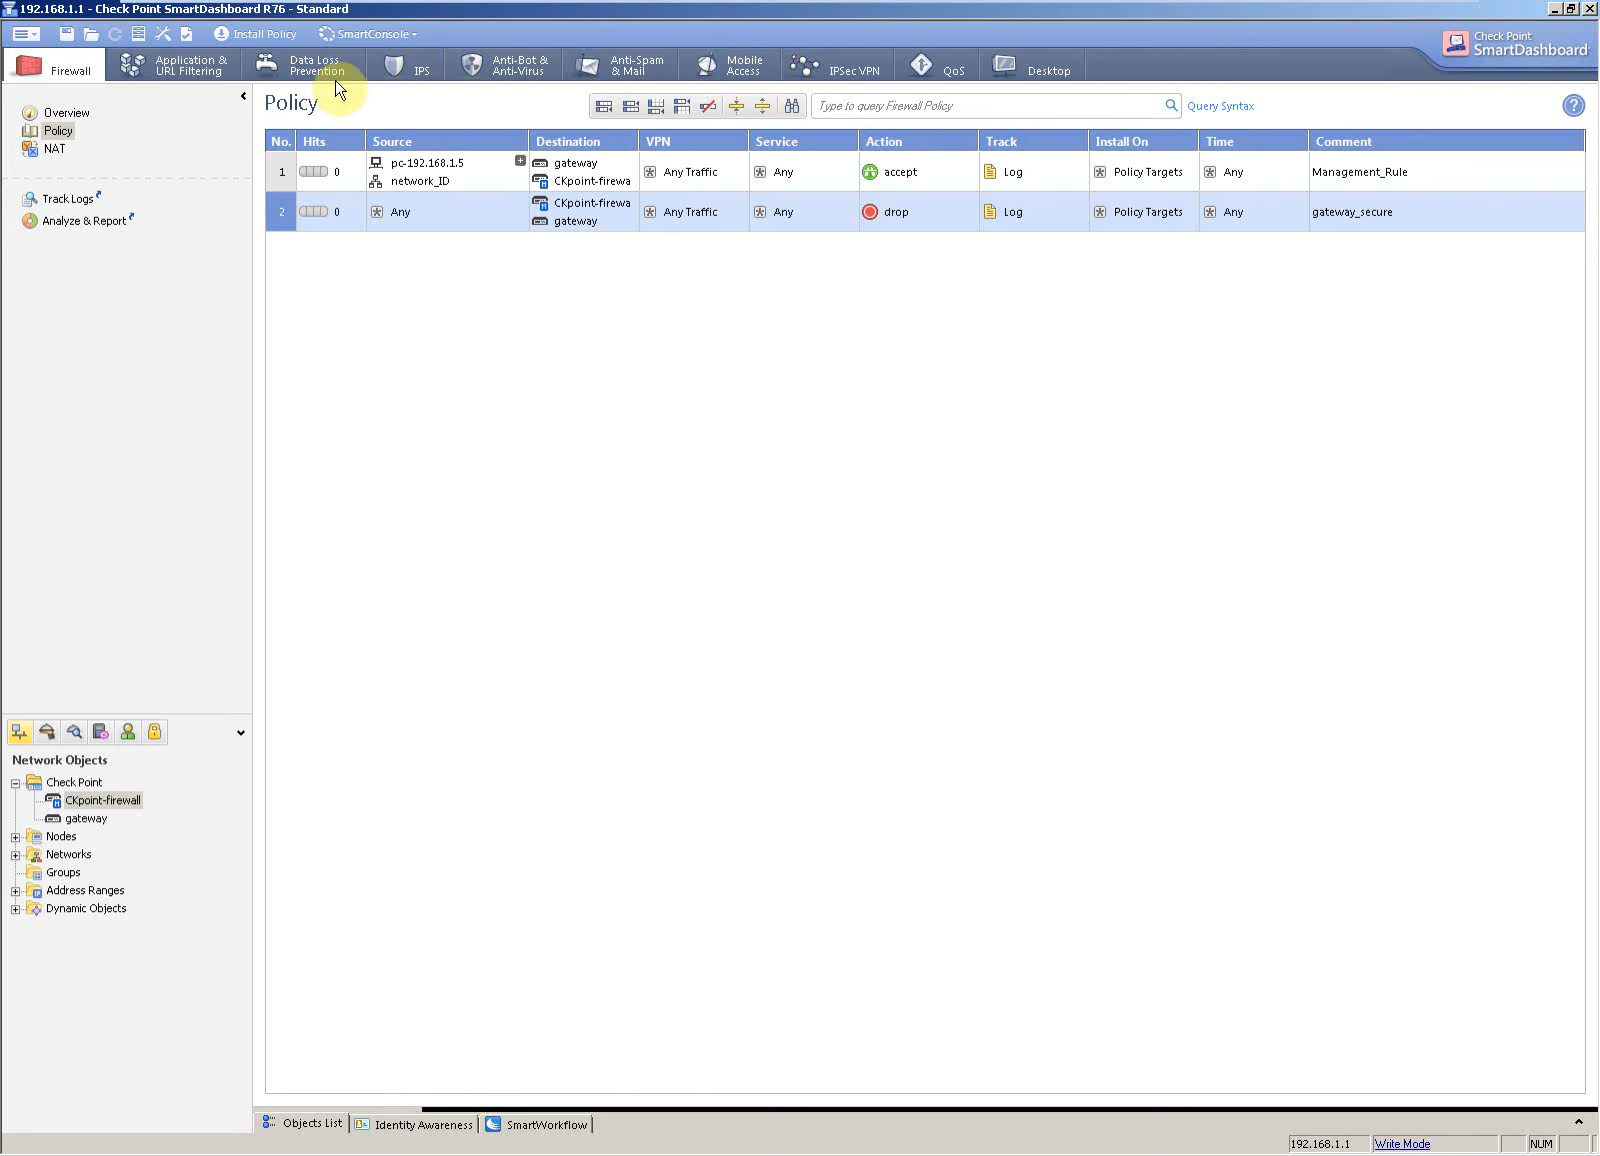 192.168.1.1 - Check Point SmartDashboard R76 - Standard
Install Policy
SmartConsole
Check Point
SmartDashboard
Firewall
Application &
URL Filtering
Data Loss
Prevention
IPS
Anti-Bot &
Anti-Virus
Anti-Spam
& Mail
Mobile
Access
IPSec VPN
QoS
Desktop
Overview
Policy
NAT
Track Logs
Analyze & Report
Policy
Type to query Firewall Policy
Query Syntax
No. Hits Source Destination VPN Service Action Track Install On Time Comment
1 0 pc-192.168.1.5 network_ID gateway CKpoint-firewa Any Traffic Any accept Log Policy Targets Any Management_Rule
2 0 Any CKpoint-firewa gateway Any Traffic Any drop Log Policy Targets Any gateway_secure
Network Objects
Check Point
CKpoint-firewall
gateway
Nodes
Networks
Groups
Address Ranges
Dynamic Objects
Objects List
Identity Awareness
SmartWorkflow
192.168.1.1
Write Mode
NUM